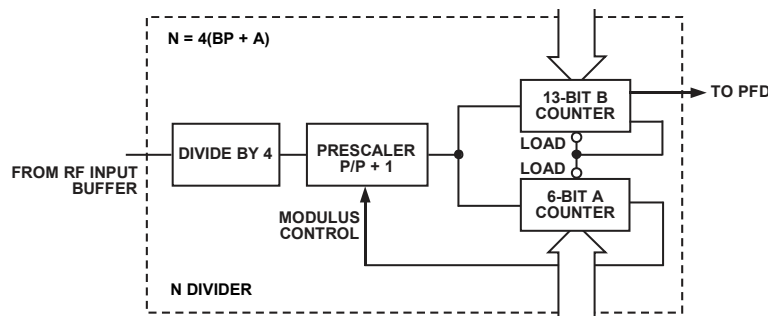 N = 4(BP + A)
13-BIT B
COUNTER
TO PFD
DIVIDE BY 4
PRESCALER
P/P + 1
LOAD
LOAD
FROM RF INPUT
BUFFER
6-BIT A
COUNTER
MODULUS
CONTROL
N DIVIDER